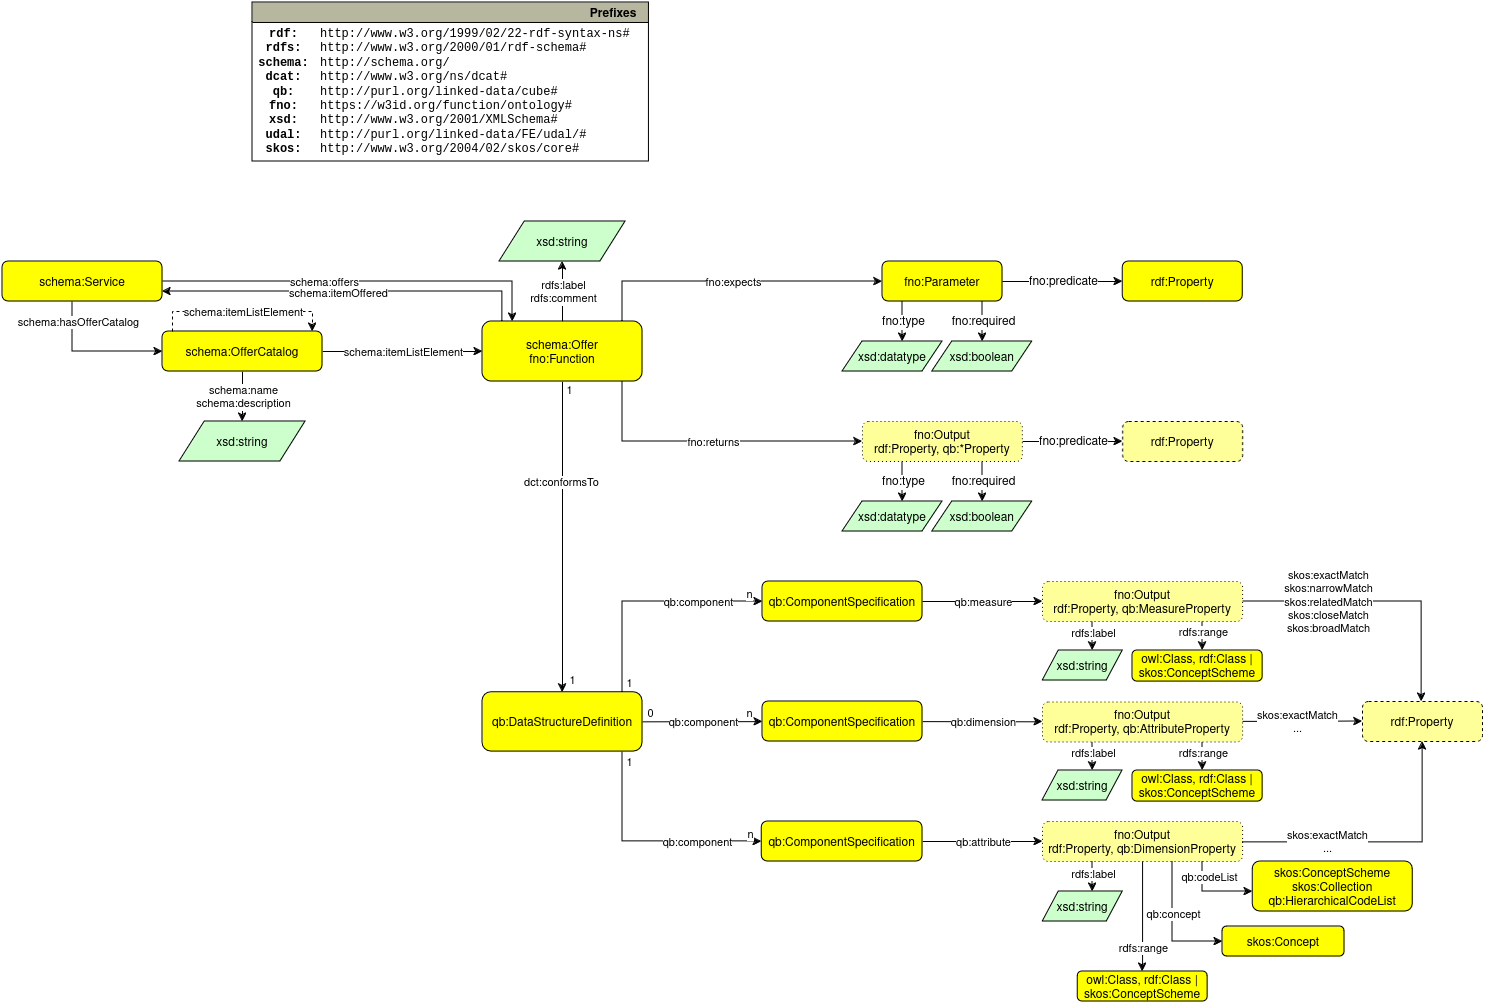 Prefixes
rdf: http://www.w3.org/1999/02/22-rdf-syntax-ns#
rdfs: http://www.w3.org/2000/01/rdf-schema#
schema: http://schema.org/
dcat: http://www.w3.org/ns/dcat#
qb: http://purl.org/linked-data/cube#
fno: https://w3id.org/function/ontology#
xsd: http://www.w3.org/2001/XMLSchema#
udal: http://purl.org/linked-data/FE/udal/#
skos: http://www.w3.org/2004/02/skos/core#
xsd:string
schema:Service
schema:offers
schema:itemOffered
rdfs:label
rdfs:comment
fno:expects
fno:Parameter
fno:predicate
rdf:Property
schema:hasOfferCatalog
schema:itemListElement
fno:type
fno:required
schema:OfferCatalog
schema:itemListElement
schema:Offer
fno:Function
xsd:datatype
xsd:boolean
schema:name
schema:description
1
xsd:string
fno:returns
fno:Output
rdf:Property, qb:*Property
fno:predicate
rdf:Property
dct:conformsTo
fno:type
fno:required
xsd:datatype
xsd:boolean
qb:component
n
qb:ComponentSpecification
qb:measure
fno:Output
rdf:Property, qb:MeasureProperty
skos:exactMatch
skos:narrowMatch
skos:relatedMatch
skos:closeMatch
skos:broadMatch
rdfs:label
rdfs:range
xsd:string
owl:Class, rdf:Class |
skos:ConceptScheme
1
1
qb:DataStructureDefinition
0
qb:component
n
qb:ComponentSpecification
qb:dimension
fno:Output
rdf:Property, qb:AttributeProperty
skos:exactMatch
...
rdf:Property
rdfs:label
rdfs:range
xsd:string
owl:Class, rdf:Class |
skos:ConceptScheme
1
qb:component
n
qb:ComponentSpecification
qb:attribute
fno:Output
rdf:Property, qb:DimensionProperty
skos:exactMatch
...
rdfs:label
qb:codeList
skos:ConceptScheme
skos:Collection
qb:HierarchicalCodeList
xsd:string
qb:concept
skos:Concept
rdfs:range
owl:Class, rdf:Class |
skos:ConceptScheme